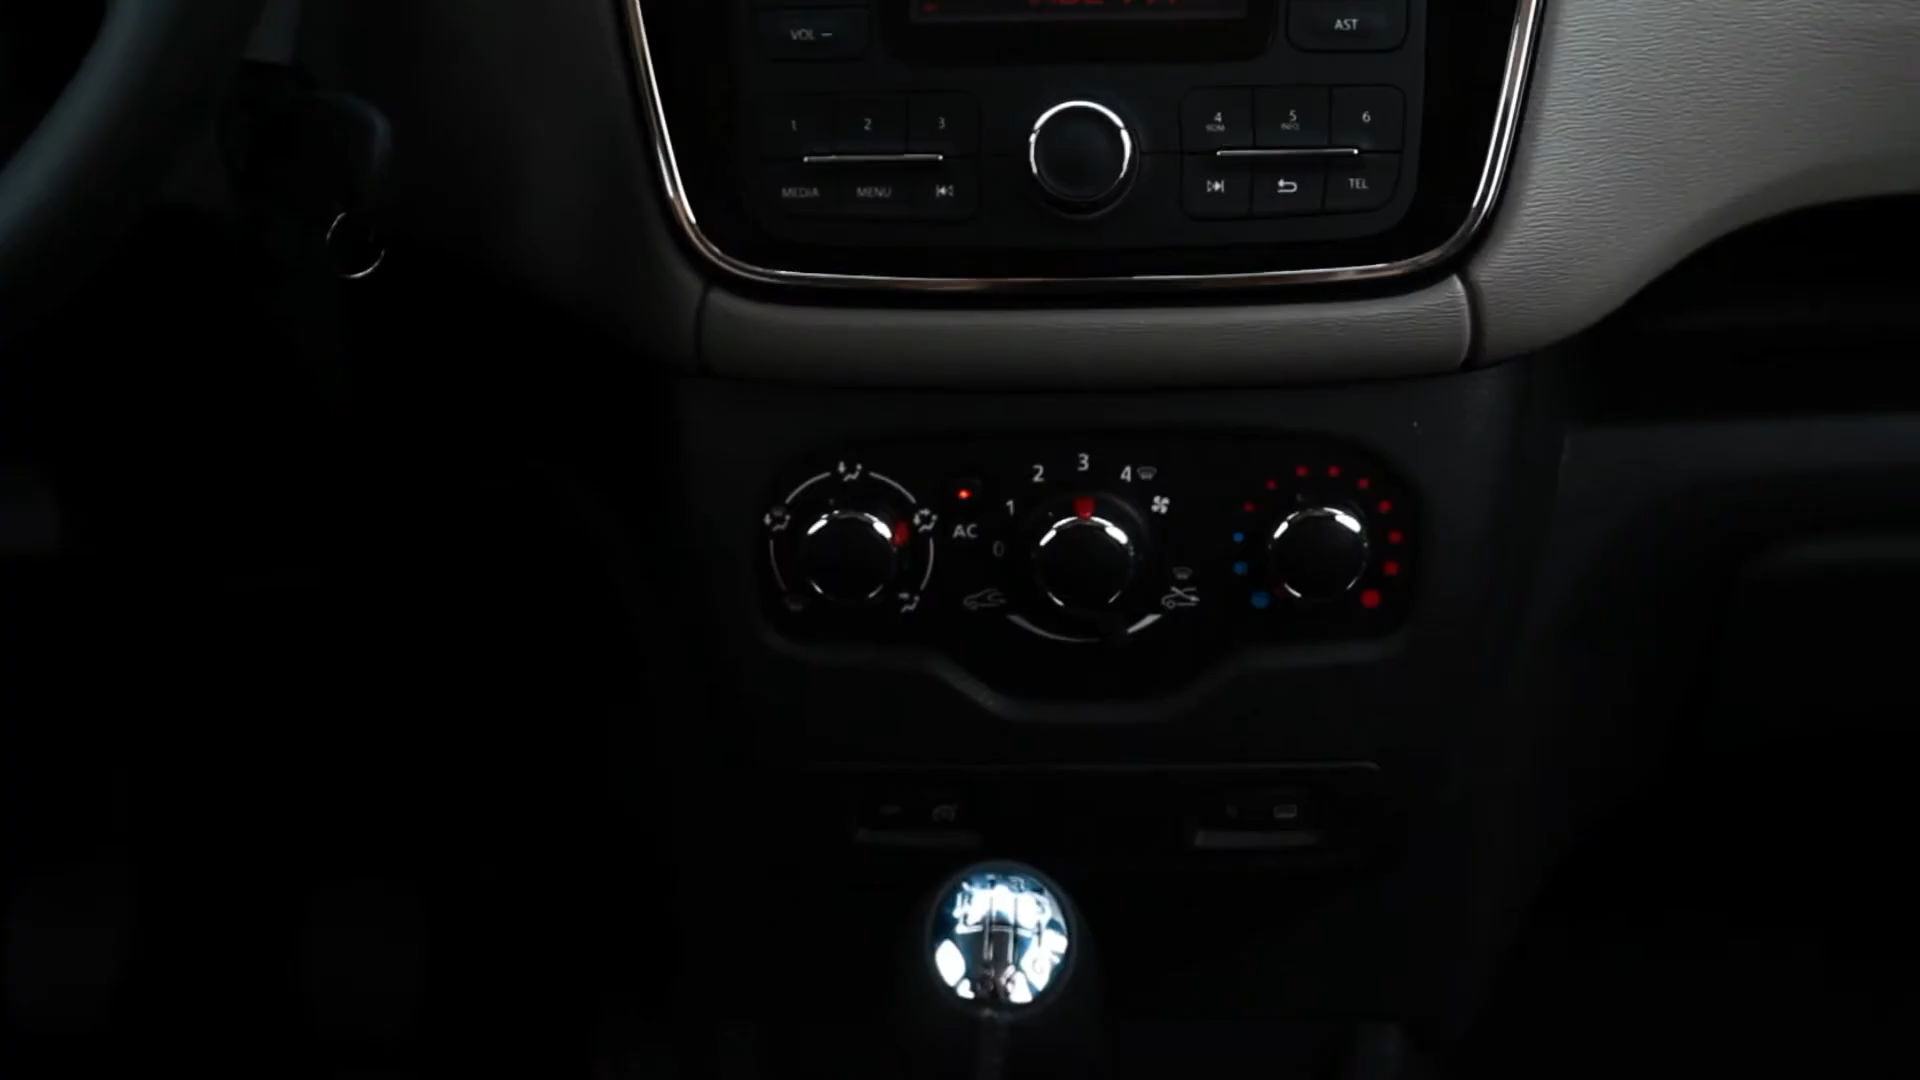 VOL −
AST
1 2 3
4 5 6
MEDIA MENU
TEL
2 3 4
1
AC
0